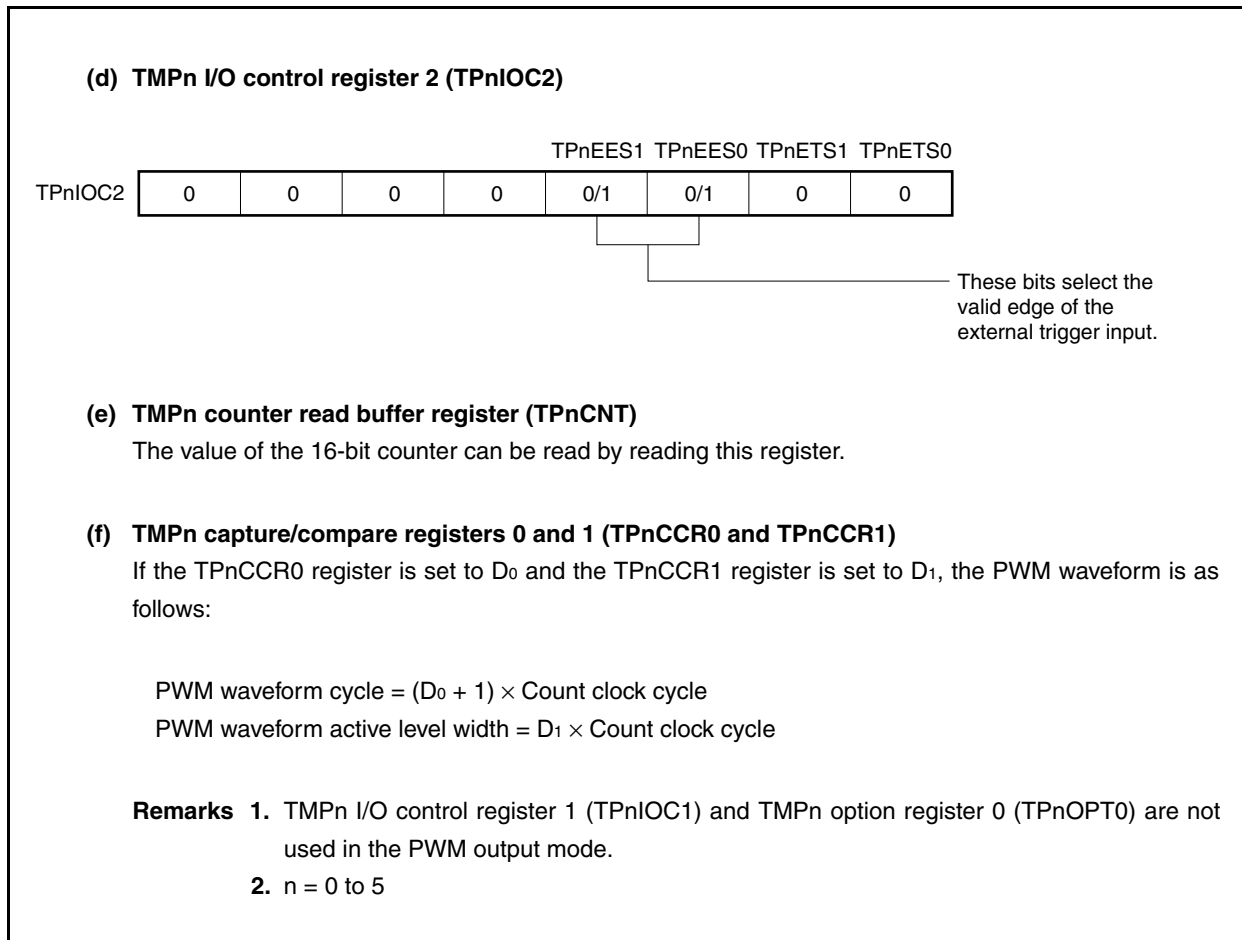 (d) TMPn I/O control register 2 (TPnIOC2)
TPnEES1 TPnEES0 TPnETS1 TPnETS0
TPnIOC2 0 0 0 0 0/1 0/1 0 0
These bits select the
valid edge of the
external trigger input.
(e) TMPn counter read buffer register (TPnCNT)
The value of the 16-bit counter can be read by reading this register.
(f) TMPn capture/compare registers 0 and 1 (TPnCCR0 and TPnCCR1)
If the TPnCCR0 register is set to D₀ and the TPnCCR1 register is set to D₁, the PWM waveform is as
follows:
PWM waveform cycle = (D₀ + 1) × Count clock cycle
PWM waveform active level width = D₁ × Count clock cycle
Remarks 1. TMPn I/O control register 1 (TPnIOC1) and TMPn option register 0 (TPnOPT0) are not
used in the PWM output mode.
2. n = 0 to 5